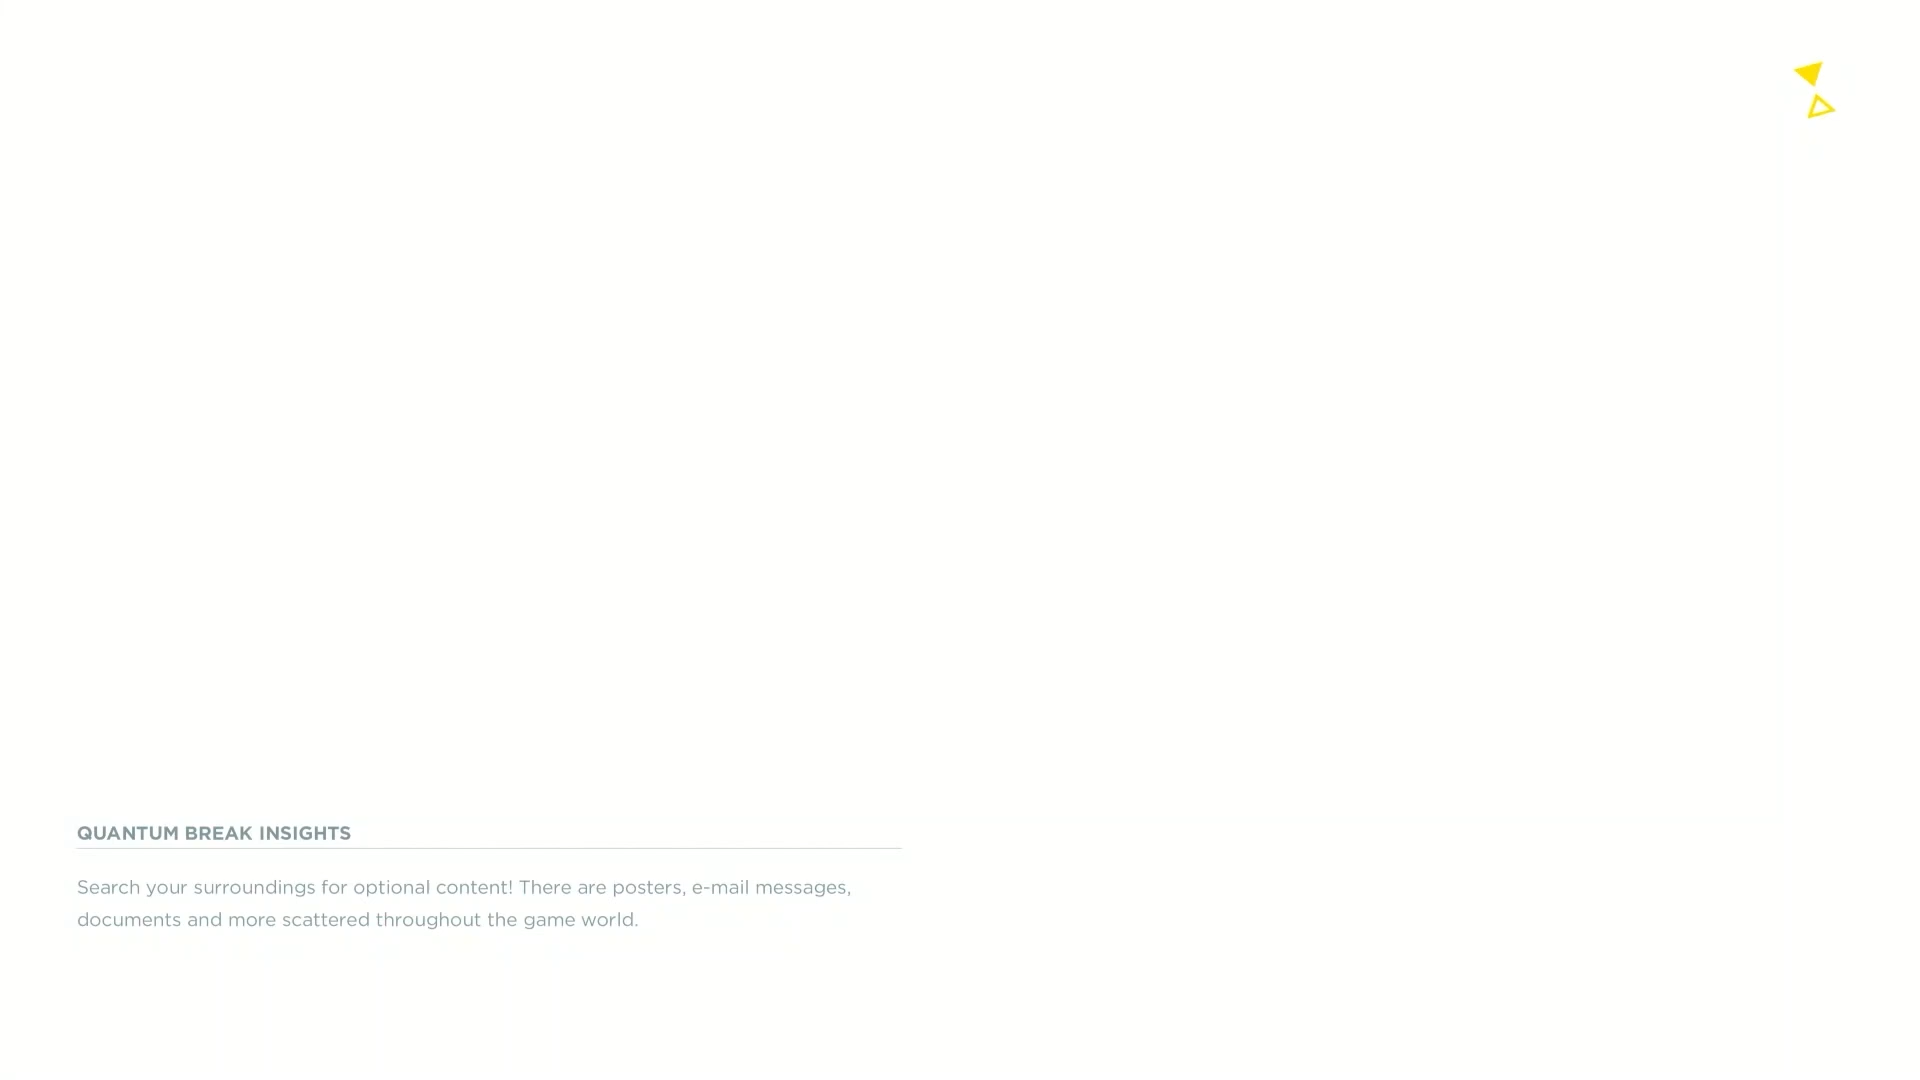 QUANTUM BREAK INSIGHTS
Search your surroundings for optional content! There are posters, e-mail messages,
documents and more scattered throughout the game world.